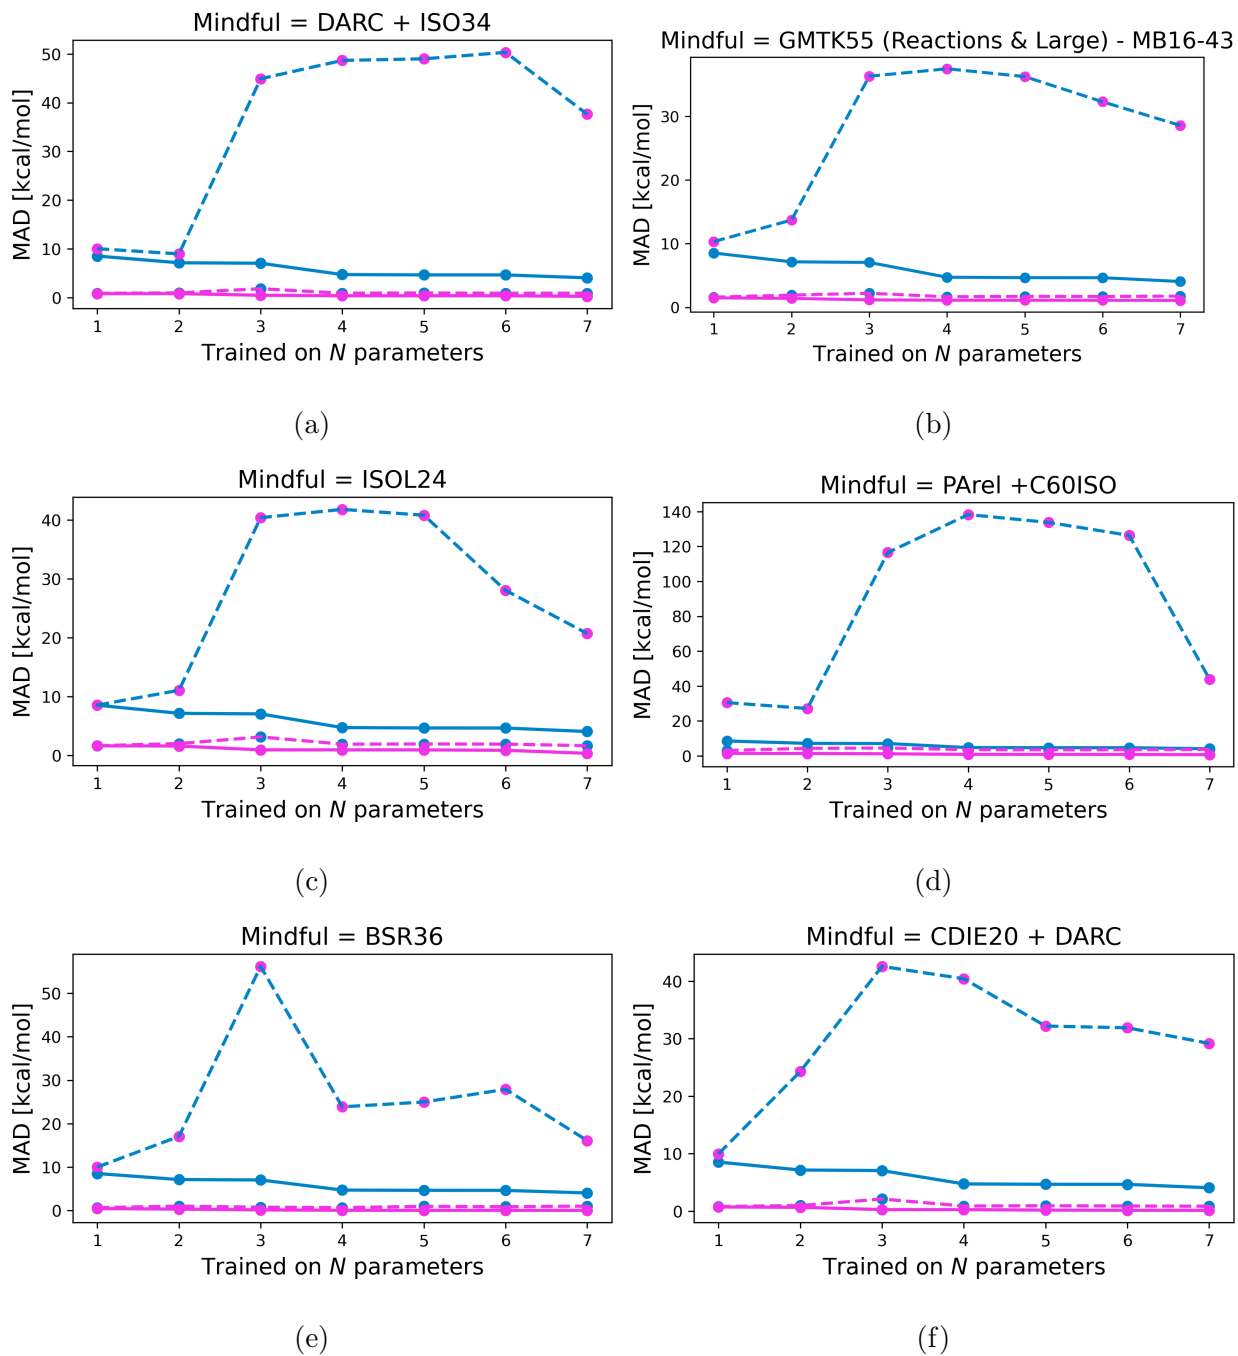 Mindful = DARC + ISO34
MAD [kcal/mol]
50
40
30
20
10
0
1 2 3 4 5 6 7
Trained on N parameters
(a)
Mindful = GMTK55 (Reactions & Large) - MB16-43
MAD [kcal/mol]
30
20
10
0
1 2 3 4 5 6 7
Trained on N parameters
(b)
Mindful = ISOL24
MAD [kcal/mol]
40
30
20
10
0
1 2 3 4 5 6 7
Trained on N parameters
(c)
Mindful = PArel +C60ISO
MAD [kcal/mol]
140
120
100
80
60
40
20
0
1 2 3 4 5 6 7
Trained on N parameters
(d)
Mindful = BSR36
MAD [kcal/mol]
50
40
30
20
10
0
1 2 3 4 5 6 7
Trained on N parameters
(e)
Mindful = CDIE20 + DARC
MAD [kcal/mol]
40
30
20
10
0
1 2 3 4 5 6 7
Trained on N parameters
(f)